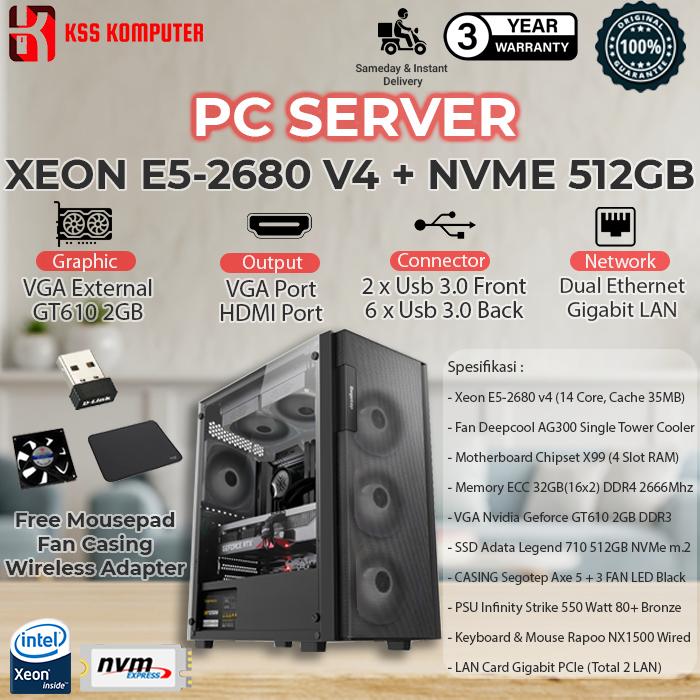 KSS KOMPUTER
Sameday & Instant
Delivery
3 YEAR
WARRANTY
ORIGINAL
100%
GUARANTEE
PC SERVER
XEON E5-2680 V4 + NVME 512GB
Graphic
VGA External
GT610 2GB
Output
VGA Port
HDMI Port
Connector
2 x Usb 3.0 Front
6 x Usb 3.0 Back
Network
Dual Ethernet
Gigabit LAN
D-Link
Free Mousepad
Fan Casing
Wireless Adapter
Segotep
GEFORCE RTX
Spesifikasi :
- Xeon E5-2680 v4 (14 Core, Cache 35MB)
- Fan Deepcool AG300 Single Tower Cooler
- Motherboard Chipset X99 (4 Slot RAM)
- Memory ECC 32GB(16x2) DDR4 2666Mhz
- VGA Nvidia Geforce GT610 2GB DDR3
- SSD Adata Legend 710 512GB NVMe m.2
- CASING Segotep Axe 5 + 3 FAN LED Black
- PSU Infinity Strike 550 Watt 80+ Bronze
- Keyboard & Mouse Rapoo NX1500 Wired
- LAN Card Gigabit PCIe (Total 2 LAN)
intel
Xeon
inside™
nvm
EXPRESS